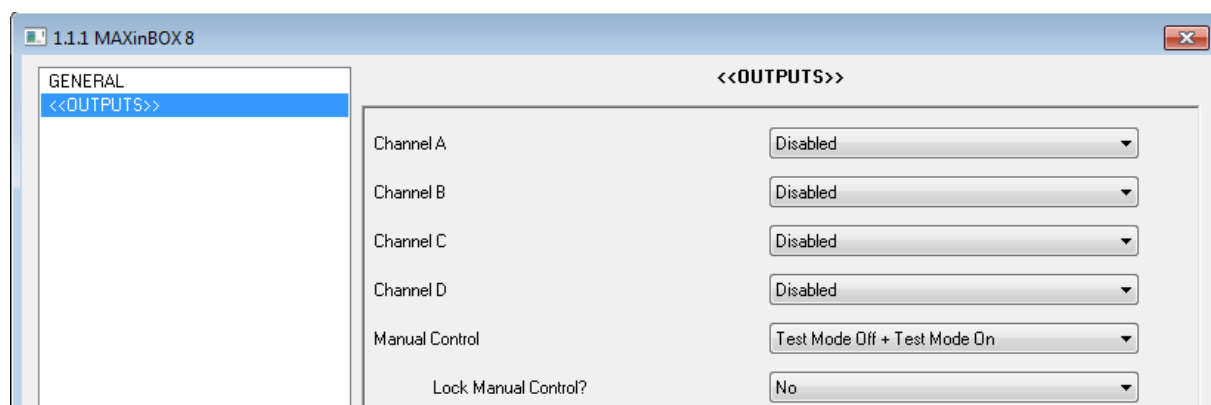 1.1.1 MAXinBOX 8
GENERAL
<<OUTPUTS>>
<<OUTPUTS>>
Channel A Disabled
Channel B Disabled
Channel C Disabled
Channel D Disabled
Manual Control Test Mode Off + Test Mode On
Lock Manual Control? No